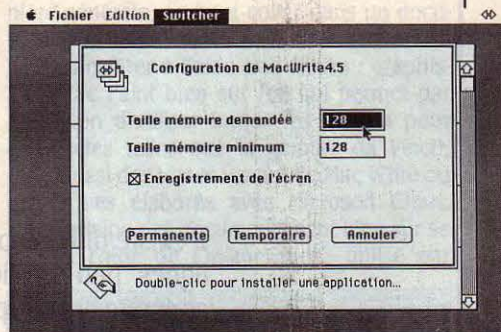 Fichier Edition Switcher
Configuration de MacWrite4.5
Taille mémoire demandée 128
Taille mémoire minimum 128
Enregistrement de l'écran
Permanente Temporaire Annuler
Double-clic pour installer une application...